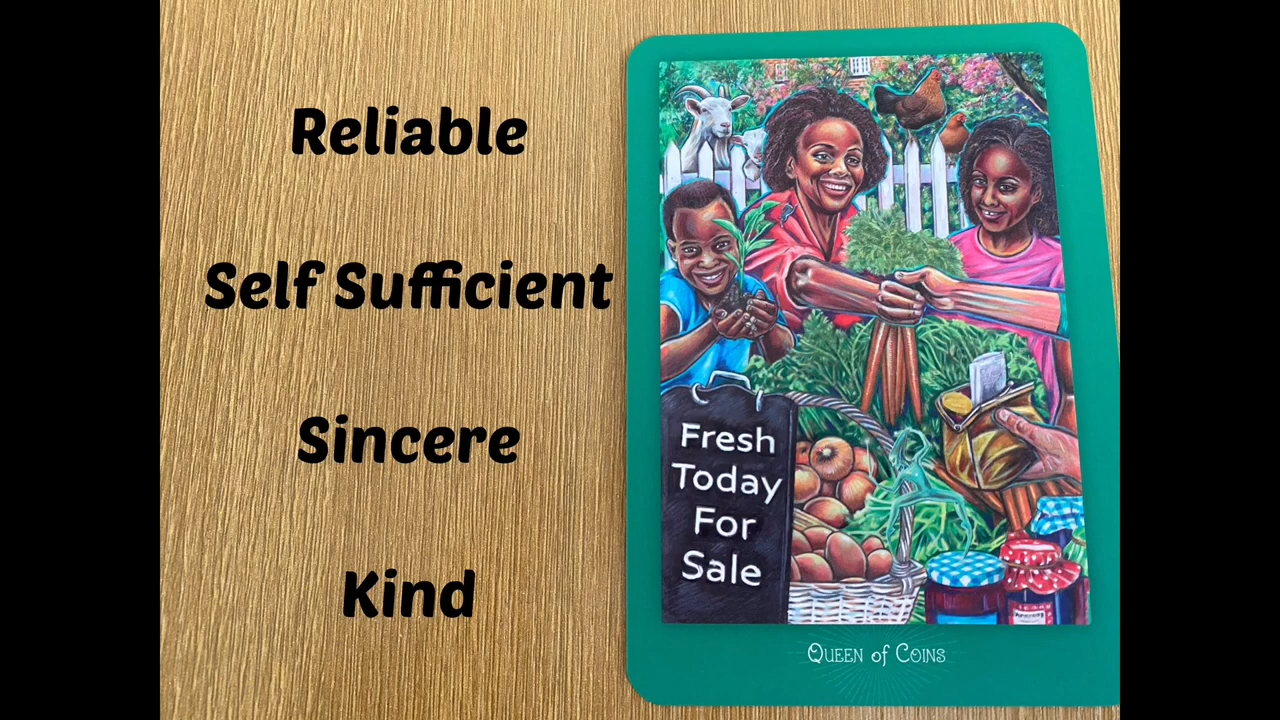 Reliable
Self Sufficient
Sincere
Kind
Fresh
Today
For
Sale
Queen of Coins